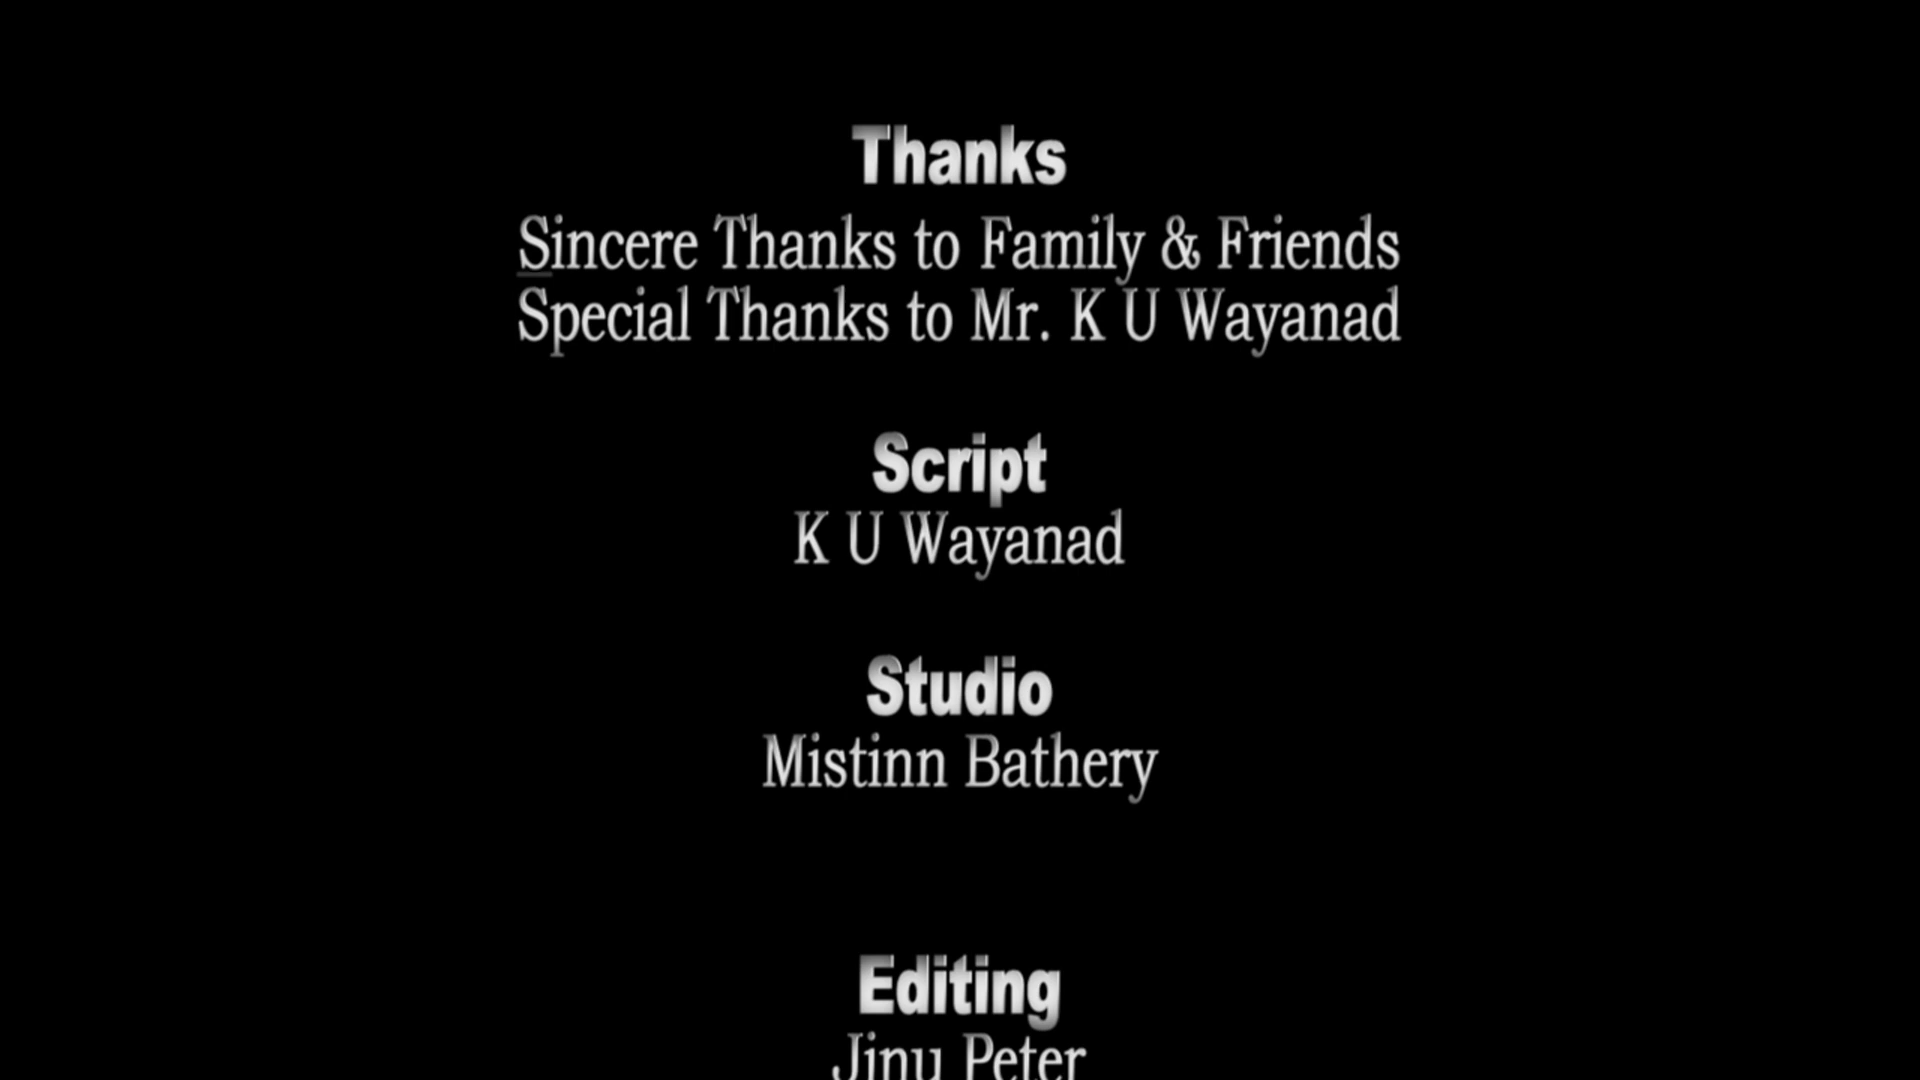 Thanks
Sincere Thanks to Family & Friends
Special Thanks to Mr. K U Wayanad
Script
K U Wayanad
Studio
Mistinn Bathery
Editing
Jinu Peter